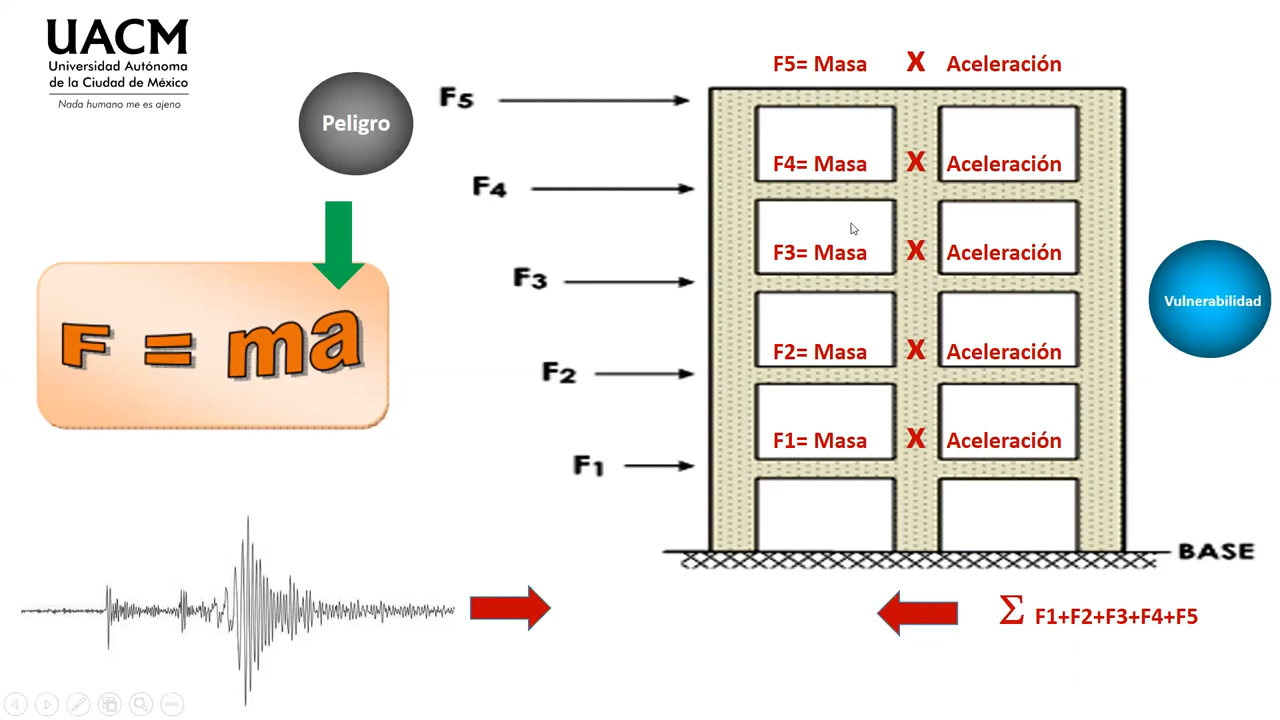 UACM
Universidad Autónoma
de la Ciudad de México
Nada humano me es ajeno
Peligro
F = ma
F5= Masa X Aceleración
F5
F4= Masa X Aceleración
F4
F3= Masa X Aceleración
F3
F2= Masa X Aceleración
F2
F1= Masa X Aceleración
F1
Vulnerabilidad
BASE
Σ F1+F2+F3+F4+F5